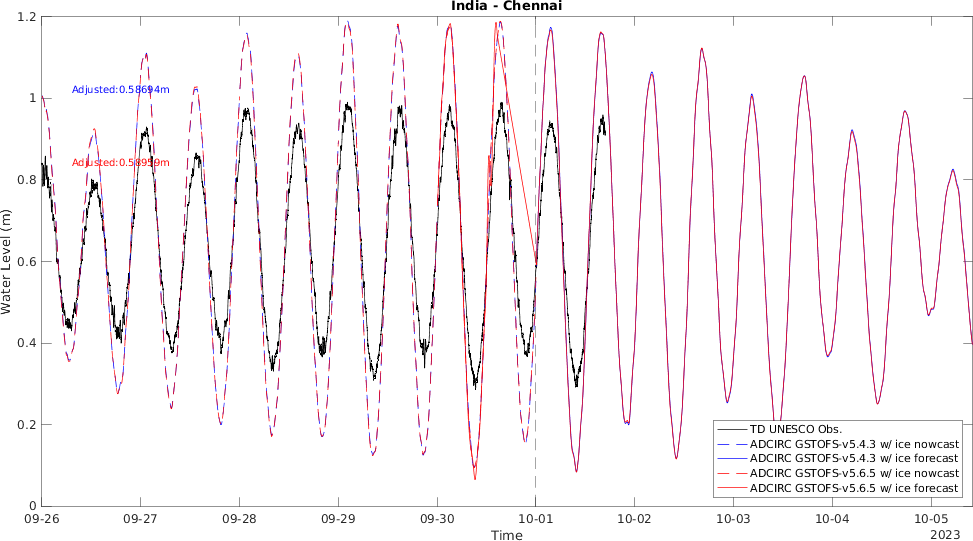 India - Chennai
1.2
1
0.8
0.6
0.4
0.2
0
Water Level (m)
Adjusted:0.58694m
Adjusted:0.58959m
TD UNESCO Obs.
ADCIRC GSTOFS-v5.4.3 w/ ice nowcast
ADCIRC GSTOFS-v5.4.3 w/ ice forecast
ADCIRC GSTOFS-v5.6.5 w/ ice nowcast
ADCIRC GSTOFS-v5.6.5 w/ ice forecast
09-26 09-27 09-28 09-29 09-30 10-01 10-02 10-03 10-04 10-05
Time
2023